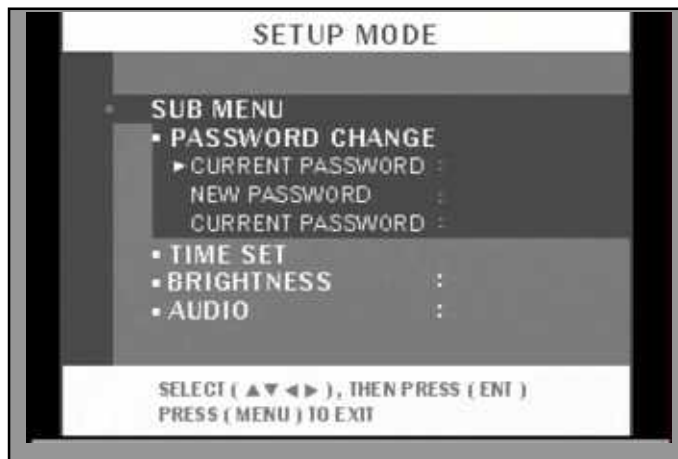 SETUP MODE
SUB MENU
▪ PASSWORD CHANGE
►CURRENT PASSWORD :
NEW PASSWORD :
CURRENT PASSWORD :
▪ TIME SET
▪ BRIGHTNESS :
▪ AUDIO :
SELECT ( ▲▼◄► ), THEN PRESS ( ENT )
PRESS ( MENU ) TO EXIT